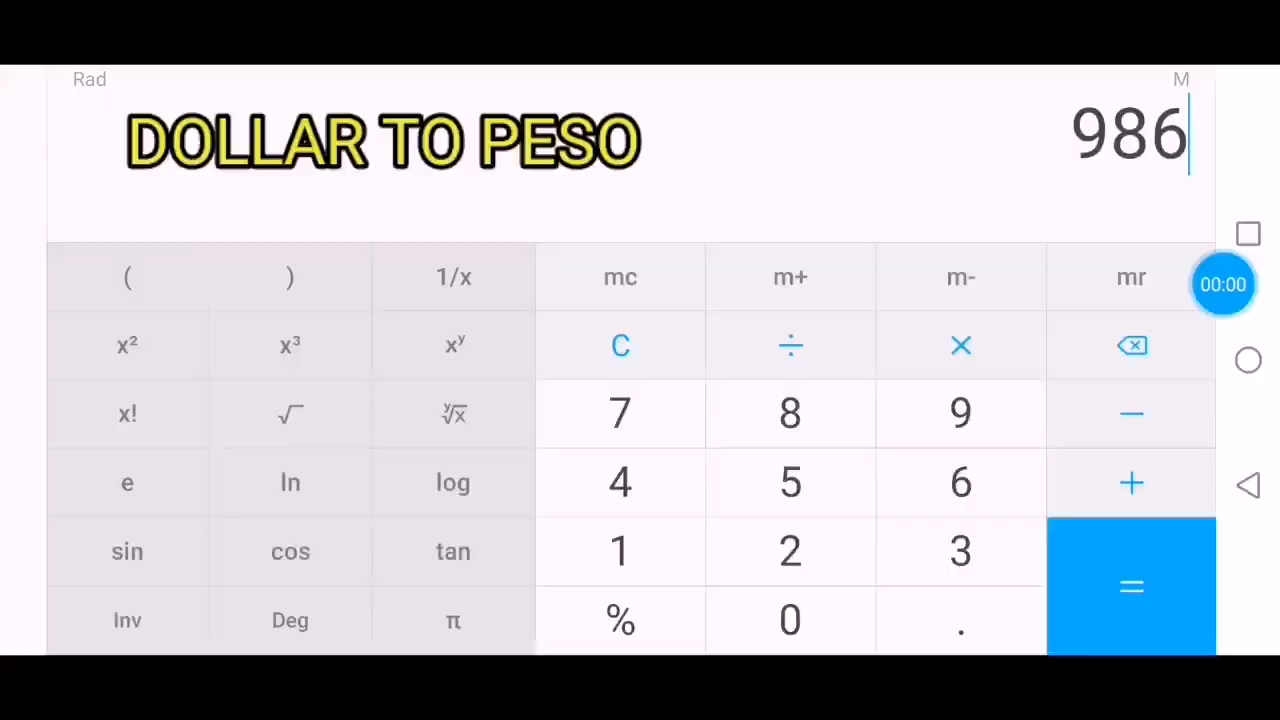 Rad M
DOLLAR TO PESO 986
( ) 1/x mc m+ m- mr
00:00
x² x³ xʸ C ÷ ×
x! √ ʸ√x 7 8 9 −
e ln log 4 5 6 +
sin cos tan 1 2 3
Inv Deg π % 0 . =